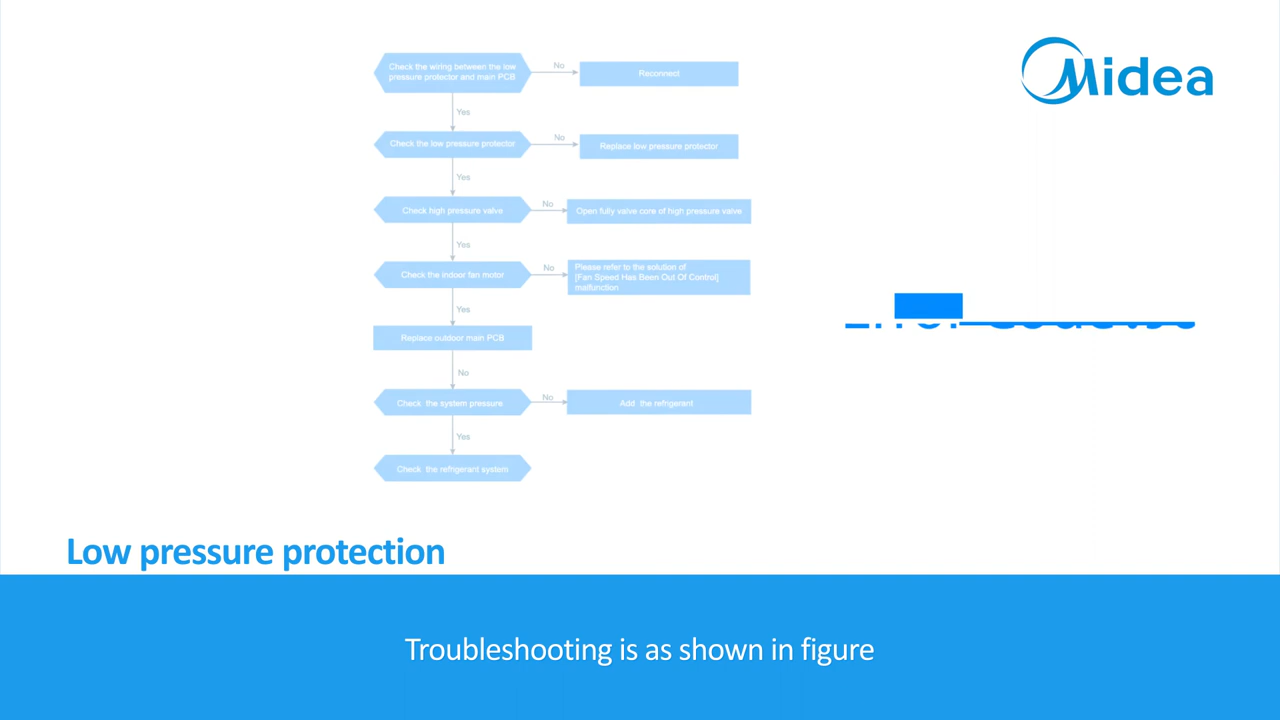 Midea
Check the wiring between the low
pressure protector and main PCB
No
Reconnect
Yes
Check the low pressure protector
No
Replace low pressure protector
Yes
Check high pressure valve
No
Open fully valve core of high pressure valve
Yes
Check the indoor fan motor
No
Please refer to the solution of
[Fan Speed Has Been Out Of Control]
malfunction
Yes
Replace outdoor main PCB
No
Check the system pressure
No
Add the refrigerant
Yes
Check the refrigerant system
Low pressure protection
Troubleshooting is as shown in figure